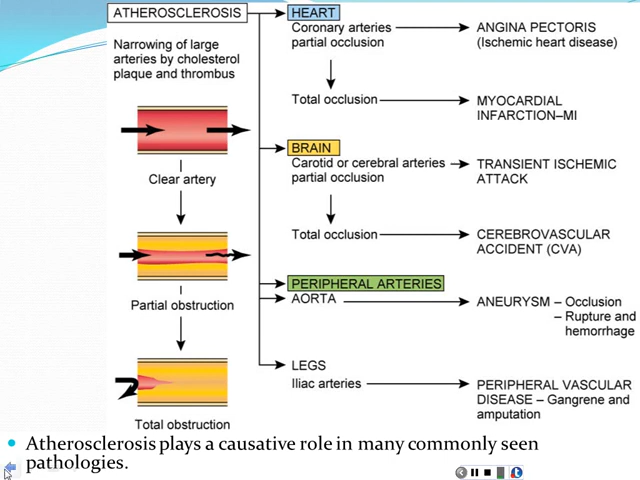 ATHEROSCLEROSIS
Narrowing of large
arteries by cholesterol
plaque and thrombus
Clear artery
Partial obstruction
Total obstruction
HEART
Coronary arteries
partial occlusion
ANGINA PECTORIS
(Ischemic heart disease)
Total occlusion
MYOCARDIAL
INFARCTION–MI
BRAIN
Carotid or cerebral arteries
partial occlusion
TRANSIENT ISCHEMIC
ATTACK
Total occlusion
CEREBROVASCULAR
ACCIDENT (CVA)
PERIPHERAL ARTERIES
AORTA
ANEURYSM – Occlusion
– Rupture and
hemorrhage
LEGS
Iliac arteries
PERIPHERAL VASCULAR
DISEASE – Gangrene and
amputation
• Atherosclerosis plays a causative role in many commonly seen
pathologies.